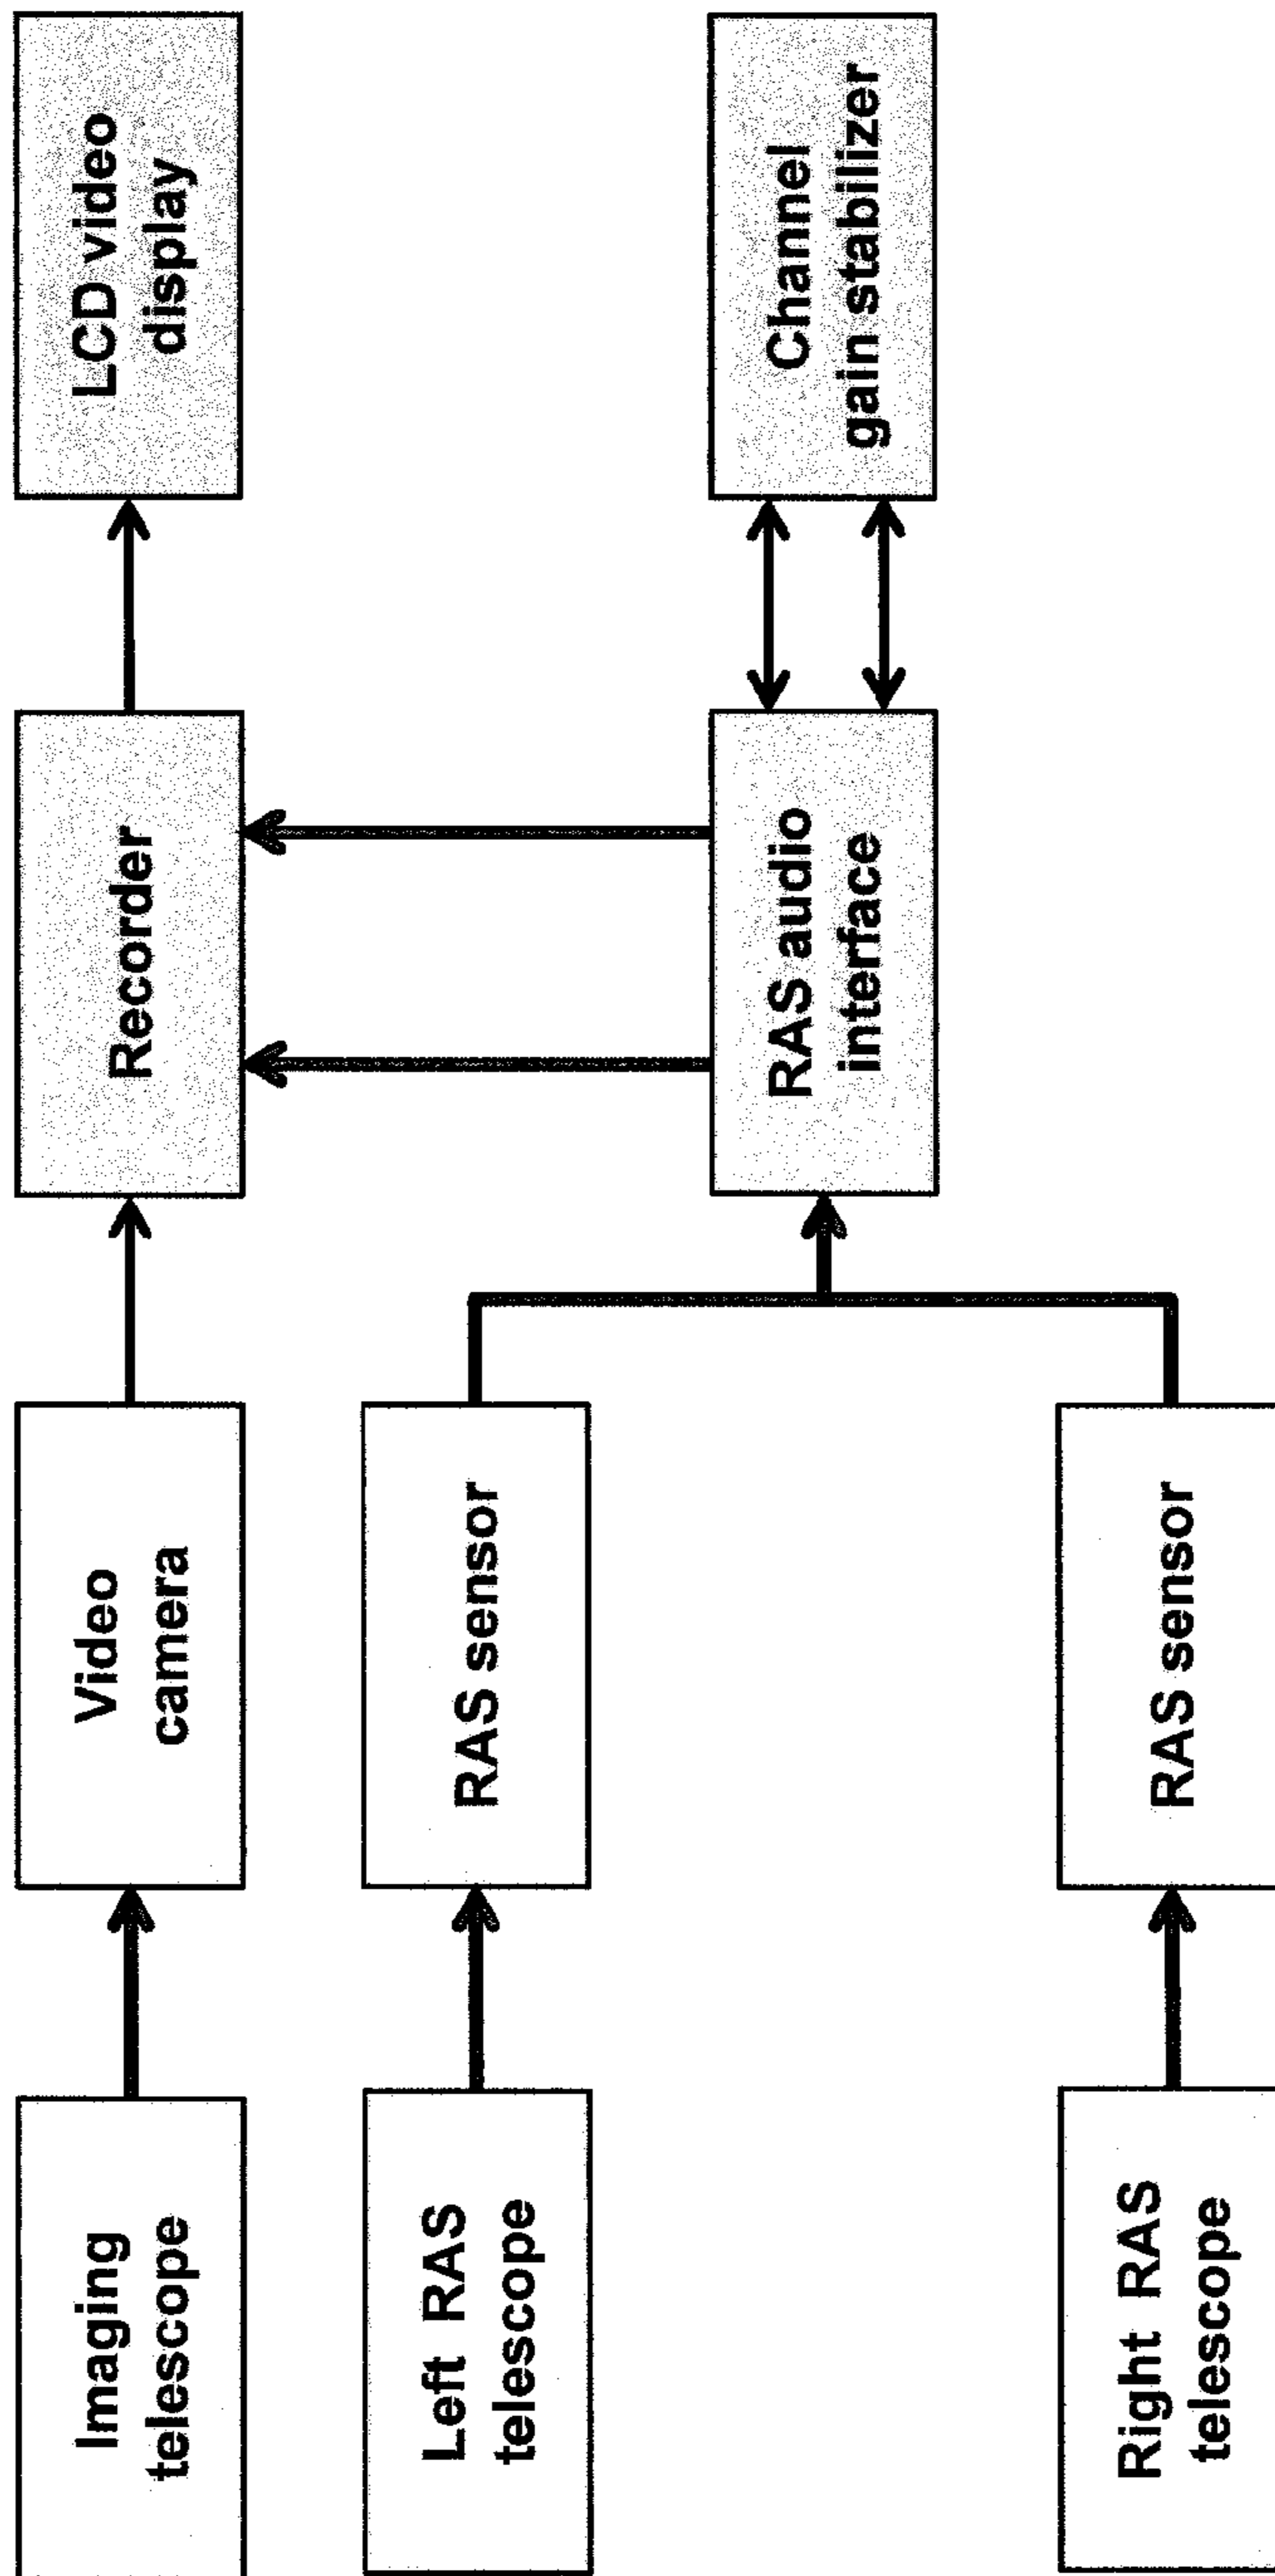 Imaging
telescope
Video
camera
Recorder
LCD video
display
Left RAS
telescope
RAS sensor
RAS audio
interface
Channel
gain stabilizer
Right RAS
telescope
RAS sensor